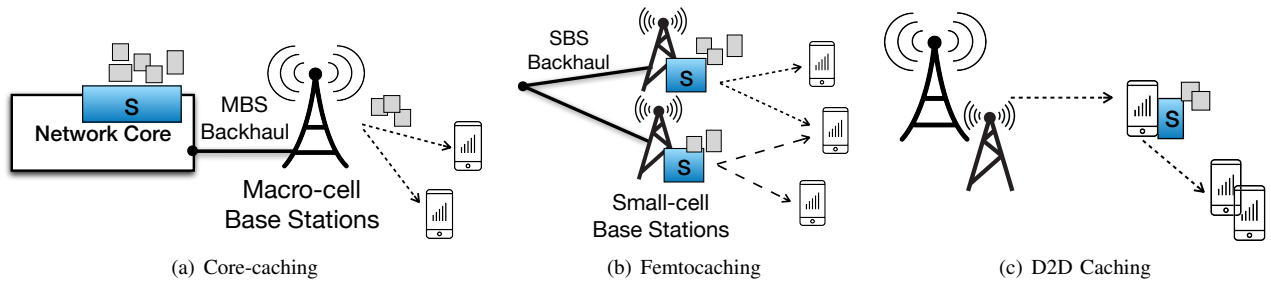 S
Network Core
MBS
Backhaul
Macro-cell
Base Stations
(a) Core-caching
SBS
Backhaul
S
S
Small-cell
Base Stations
(b) Femtocaching
S
(c) D2D Caching